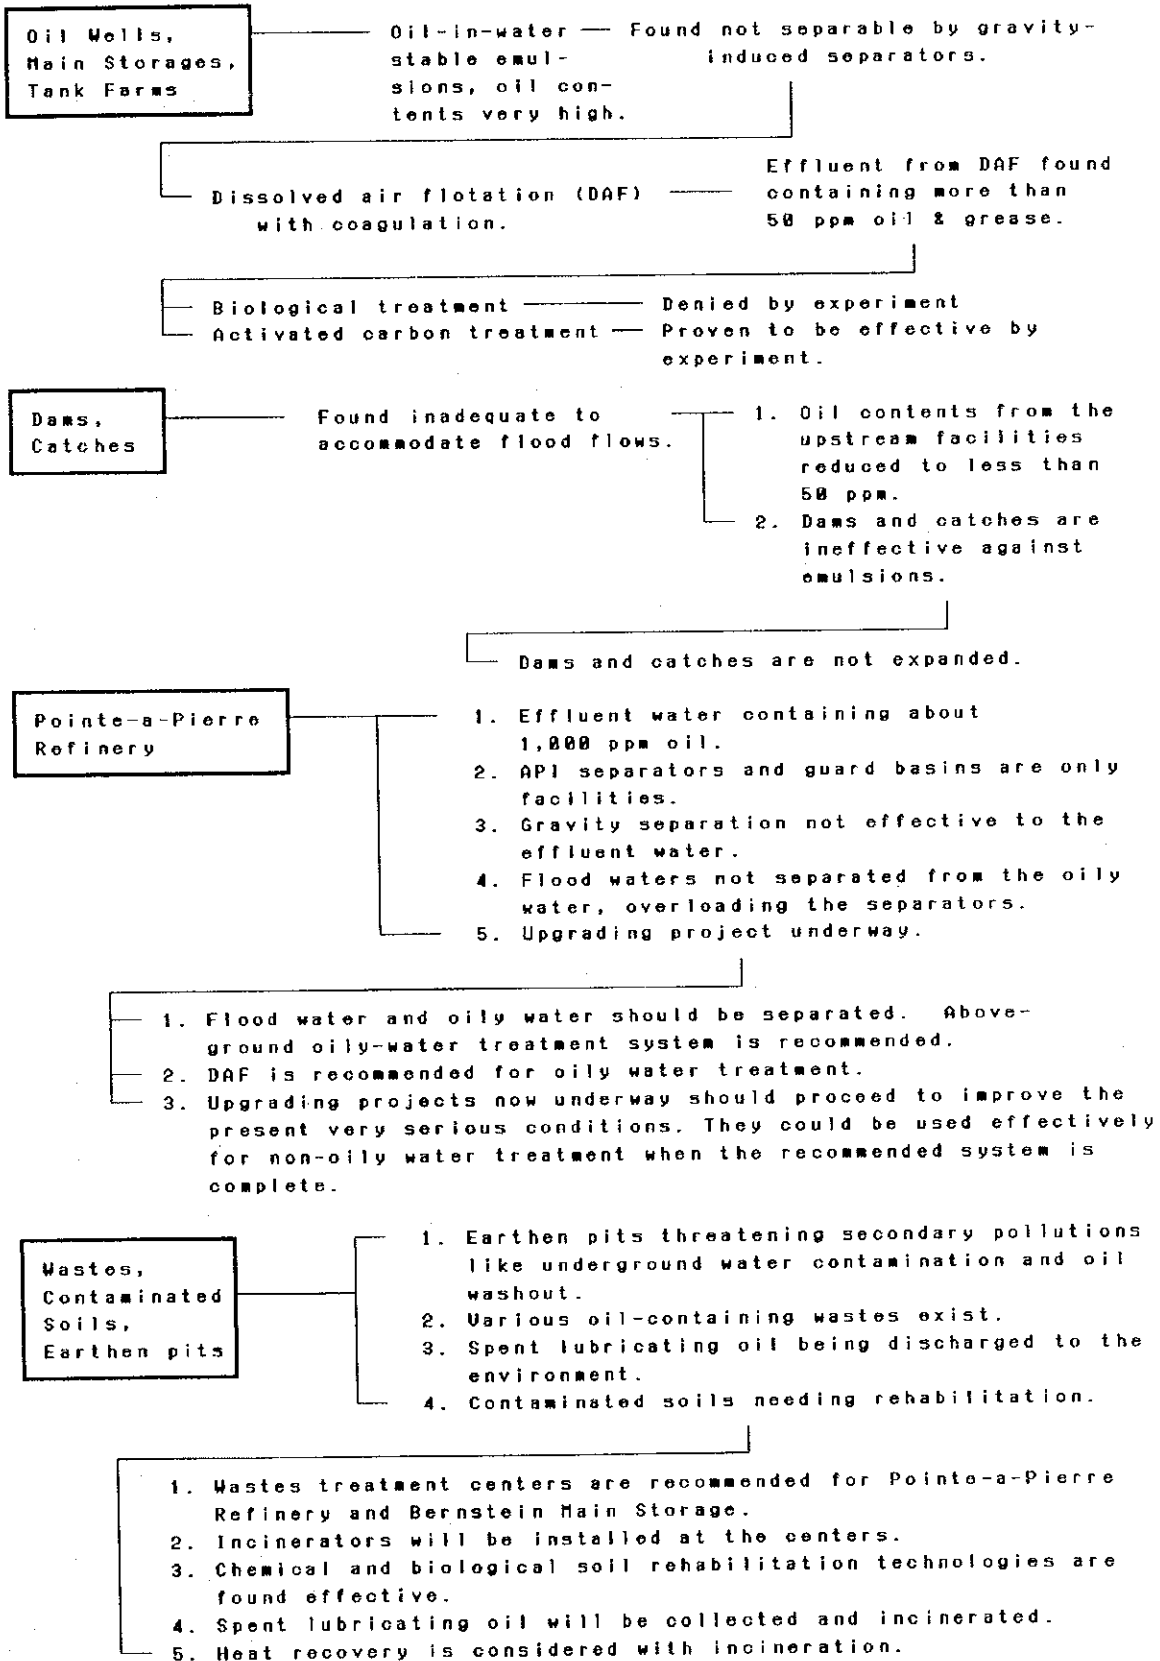 Oil Wells,
Main Storages,
Tank Farms
Oil-in-water
stable emul-
sions, oil con-
tents very high.
Found not separable by gravity-
induced separators.
Dissolved air flotation (DAF)
with coagulation.
Effluent from DAF found
containing more than
50 ppm oil & grease.
Biological treatment
Denied by experiment
Activated carbon treatment
Proven to be effective by
experiment.
Dams,
Catches
Found inadequate to
accommodate flood flows.
1. Oil contents from the
upstream facilities
reduced to less than
50 ppm.
2. Dams and catches are
ineffective against
emulsions.
Dams and catches are not expanded.
Pointe-a-Pierre
Refinery
1. Effluent water containing about
1,000 ppm oil.
2. API separators and guard basins are only
facilities.
3. Gravity separation not effective to the
effluent water.
4. Flood waters not separated from the oily
water, overloading the separators.
5. Upgrading project underway.
1. Flood water and oily water should be separated. Above-
ground oily-water treatment system is recommended.
2. DAF is recommended for oily water treatment.
3. Upgrading projects now underway should proceed to improve the
present very serious conditions. They could be used effectively
for non-oily water treatment when the recommended system is
complete.
Wastes,
Contaminated
Soils,
Earthen pits
1. Earthen pits threatening secondary pollutions
like underground water contamination and oil
washout.
2. Various oil-containing wastes exist.
3. Spent lubricating oil being discharged to the
environment.
4. Contaminated soils needing rehabilitation.
1. Wastes treatment centers are recommended for Pointe-a-Pierre
Refinery and Bernstein Main Storage.
2. Incinerators will be installed at the centers.
3. Chemical and biological soil rehabilitation technologies are
found effective.
4. Spent lubricating oil will be collected and incinerated.
5. Heat recovery is considered with incineration.